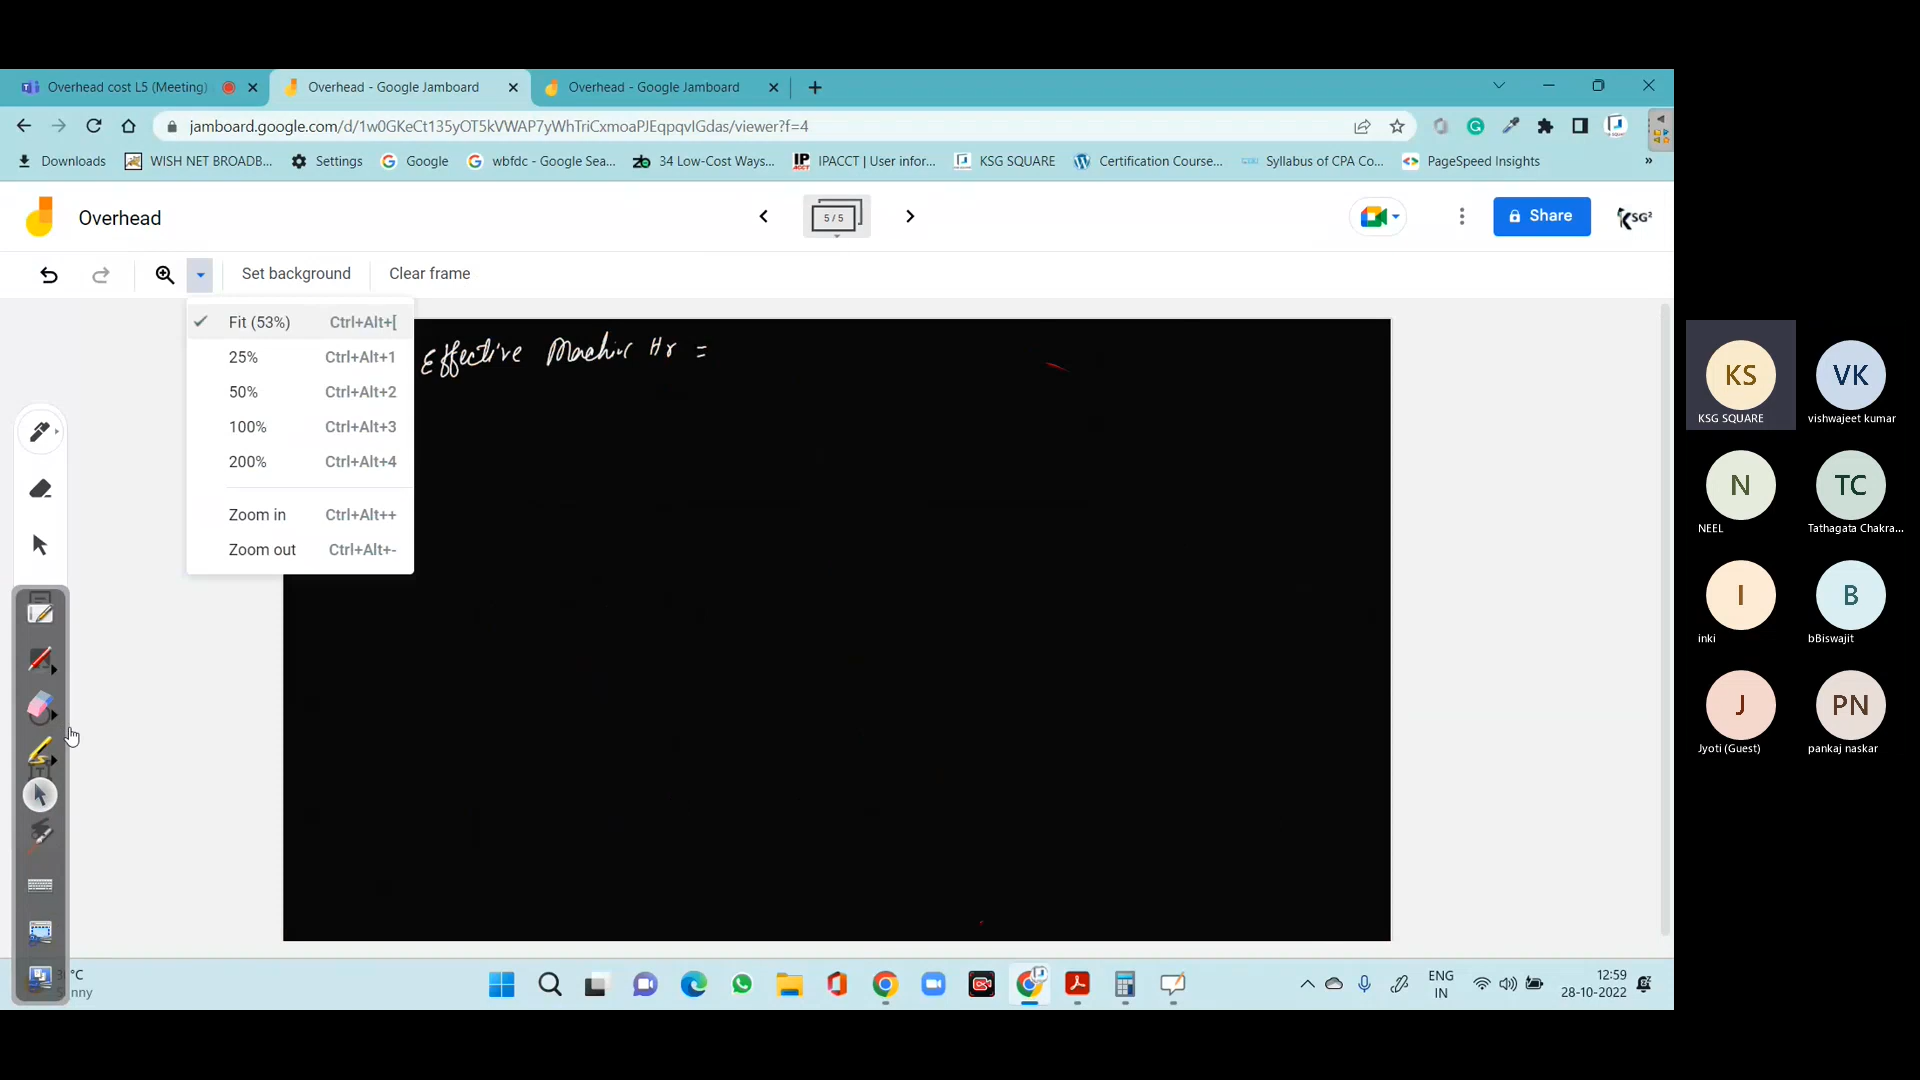 Overhead cost L5 (Meeting)
Overhead - Google Jamboard
Overhead - Google Jamboard
jamboard.google.com/d/1w0GKeCt135yOT5kVWAP7yWhTriCxmoaPJEqpqvIGdas/viewer?f=4
Downloads
WISH NET BROADB...
Settings
Google
wbfdc - Google Sea...
34 Low-Cost Ways...
IPACCT | User infor...
KSG SQUARE
Certification Course...
Syllabus of CPA Co...
PageSpeed Insights
»
Overhead
5 / 5
Share
KSG²
Set background
Clear frame
Fit (53%) Ctrl+Alt+[
25% Ctrl+Alt+1
50% Ctrl+Alt+2
100% Ctrl+Alt+3
200% Ctrl+Alt+4
Zoom in Ctrl+Alt++
Zoom out Ctrl+Alt+-
Effective Machine Hr =
KS
KSG SQUARE
VK
vishwajeet kumar
N
NEEL
TC
Tathagata Chakra...
I
inki
B
bBiswajit
J
Jyoti (Guest)
PN
pankaj naskar
ENG
IN
12:59
28-10-2022